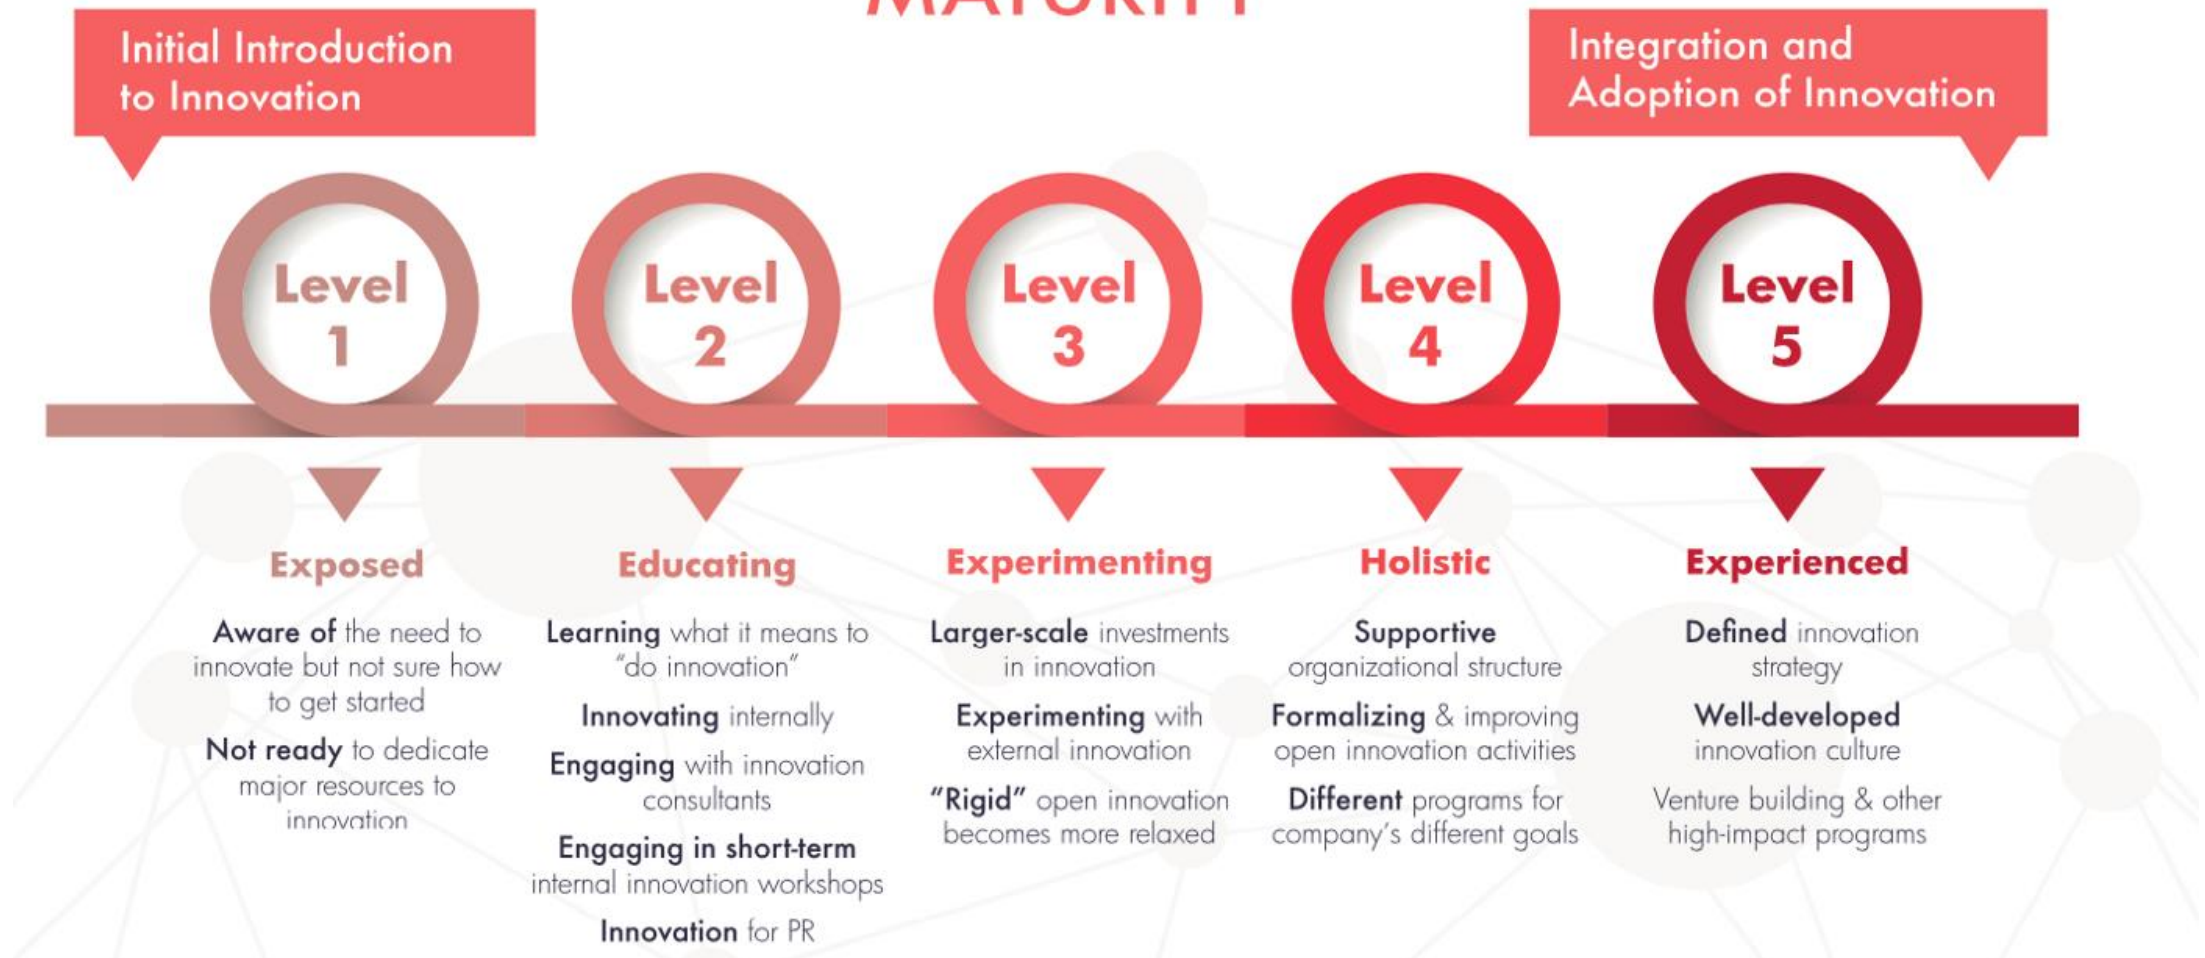 MATURITY
Initial Introduction
to Innovation
Integration and
Adoption of Innovation
Level
1
Level
2
Level
3
Level
4
Level
5
Exposed
Aware of the need to
innovate but not sure how
to get started
Not ready to dedicate
major resources to
innovation
Educating
Learning what it means to
"do innovation"
Innovating internally
Engaging with innovation
consultants
Engaging in short-term
internal innovation workshops
Innovation for PR
Experimenting
Larger-scale investments
in innovation
Experimenting with
external innovation
"Rigid" open innovation
becomes more relaxed
Holistic
Supportive
organizational structure
Formalizing & improving
open innovation activities
Different programs for
company's different goals
Experienced
Defined innovation
strategy
Well-developed
innovation culture
Venture building & other
high-impact programs